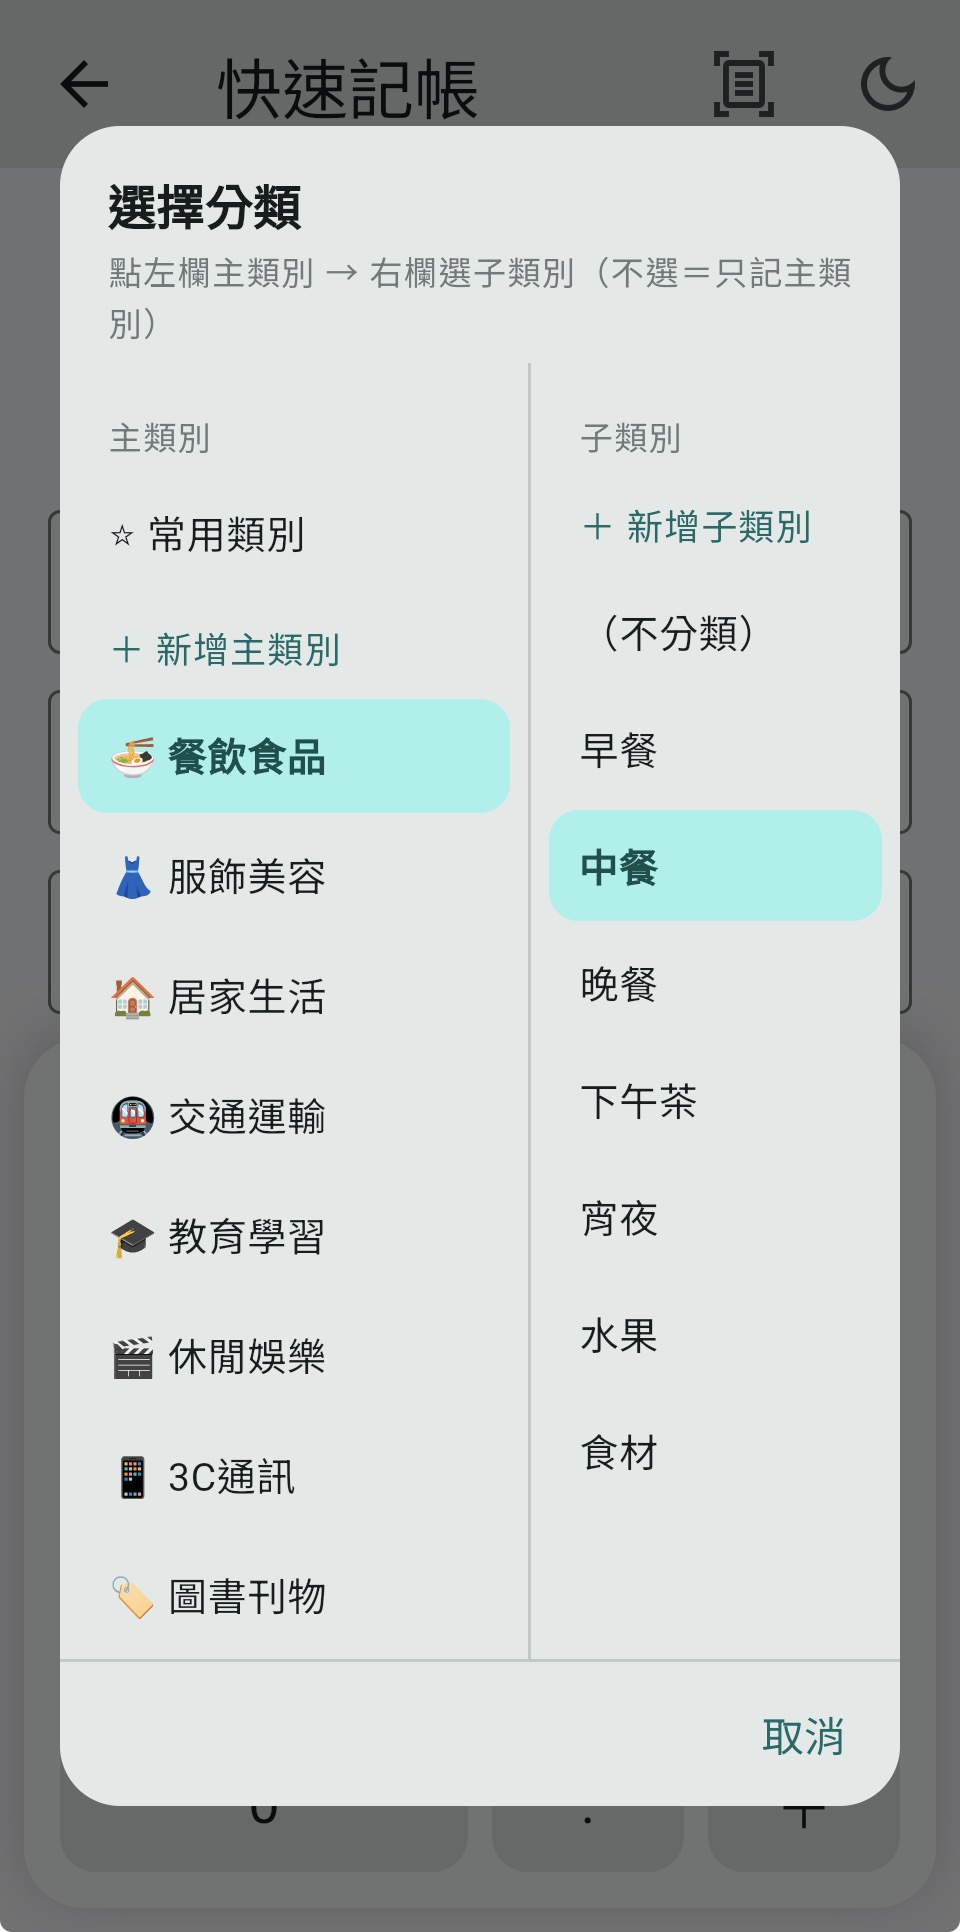 快速記帳
選擇分類
點左欄主類別 → 右欄選子類別（不選＝只記主類
別）
主類別
☆ 常用類別
＋ 新增主類別
餐飲食品
服飾美容
居家生活
交通運輸
教育學習
休閒娛樂
3C通訊
圖書刊物
子類別
＋ 新增子類別
（不分類）
早餐
中餐
晚餐
下午茶
宵夜
水果
食材
取消
0 . +